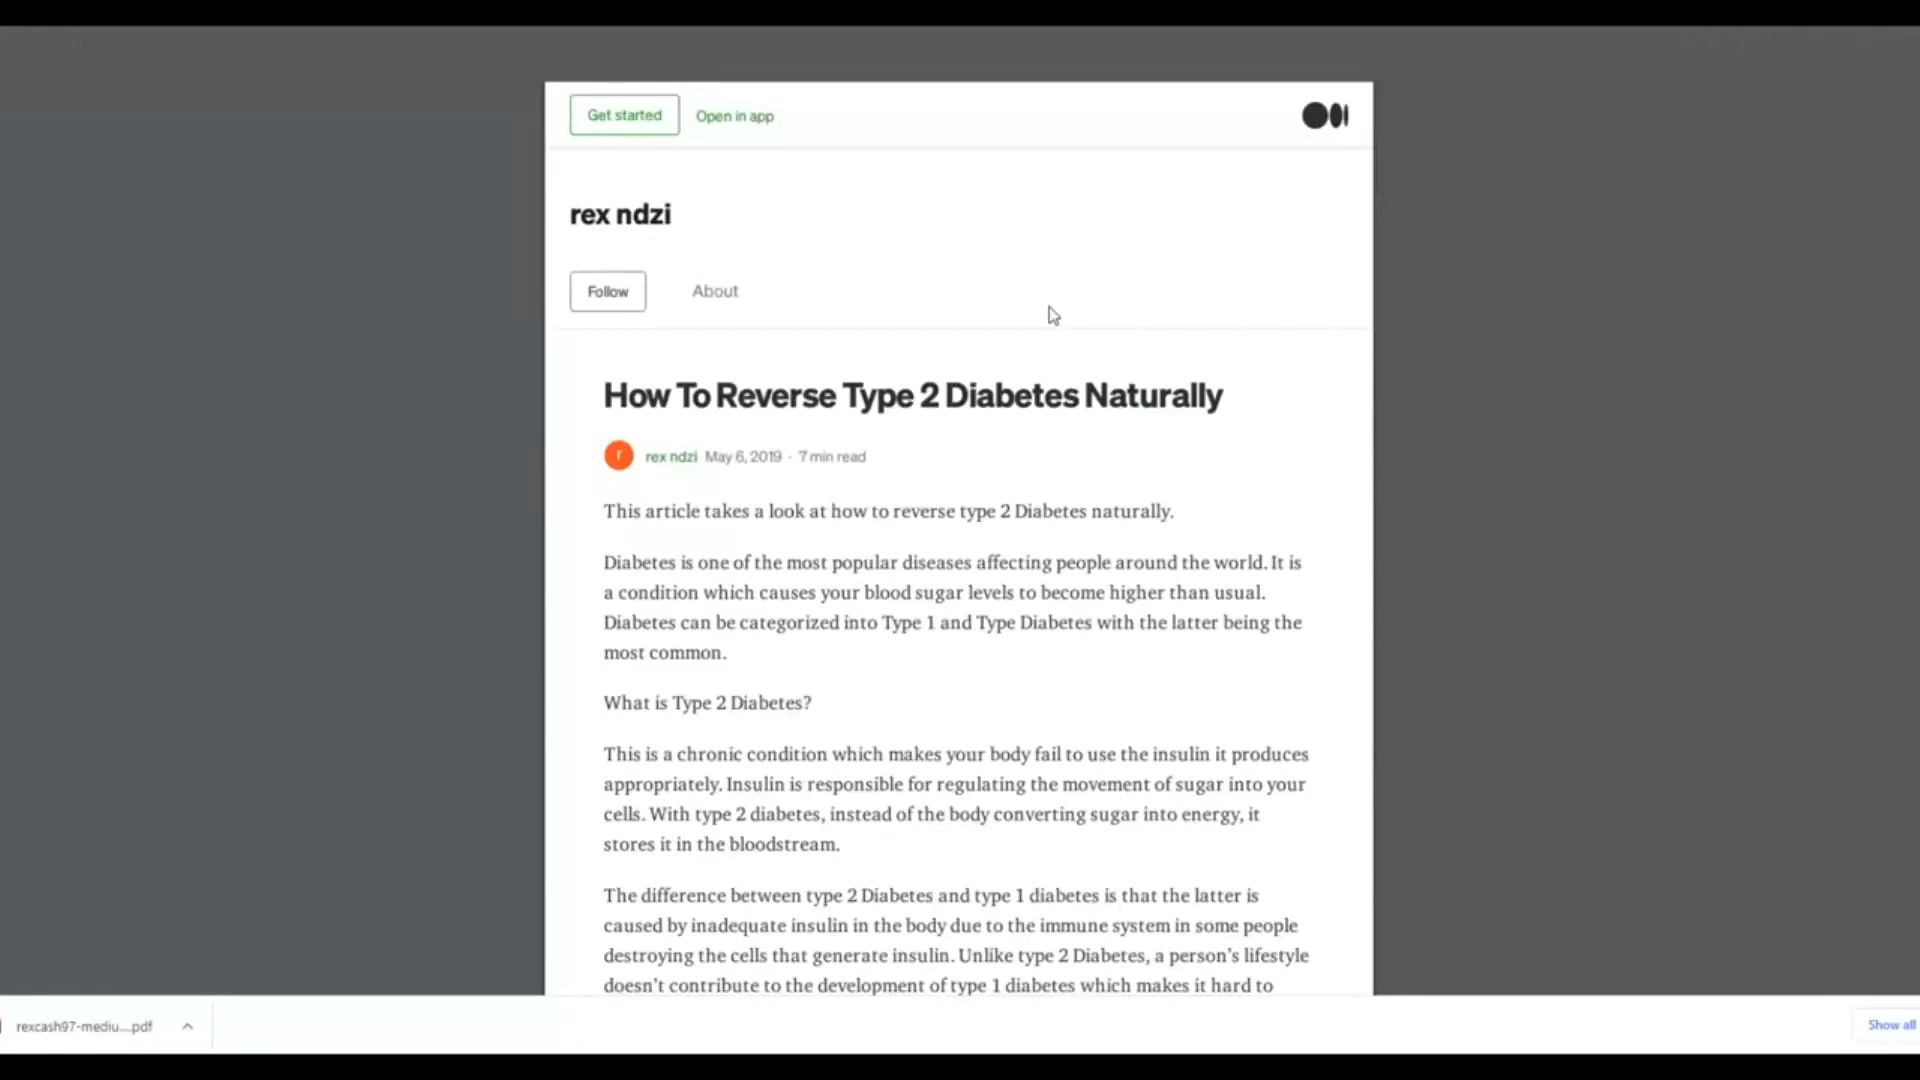 Get started Open in app
rex ndzi
Follow About
How To Reverse Type 2 Diabetes Naturally
r rex ndzi May 6, 2019 · 7 min read
This article takes a look at how to reverse type 2 Diabetes naturally.
Diabetes is one of the most popular diseases affecting people around the world. It is
a condition which causes your blood sugar levels to become higher than usual.
Diabetes can be categorized into Type 1 and Type Diabetes with the latter being the
most common.
What is Type 2 Diabetes?
This is a chronic condition which makes your body fail to use the insulin it produces
appropriately. Insulin is responsible for regulating the movement of sugar into your
cells. With type 2 diabetes, instead of the body converting sugar into energy, it
stores it in the bloodstream.
The difference between type 2 Diabetes and type 1 diabetes is that the latter is
caused by inadequate insulin in the body due to the immune system in some people
destroying the cells that generate insulin. Unlike type 2 Diabetes, a person's lifestyle
doesn't contribute to the development of type 1 diabetes which makes it hard to
rexcash97-mediu....pdf Show all